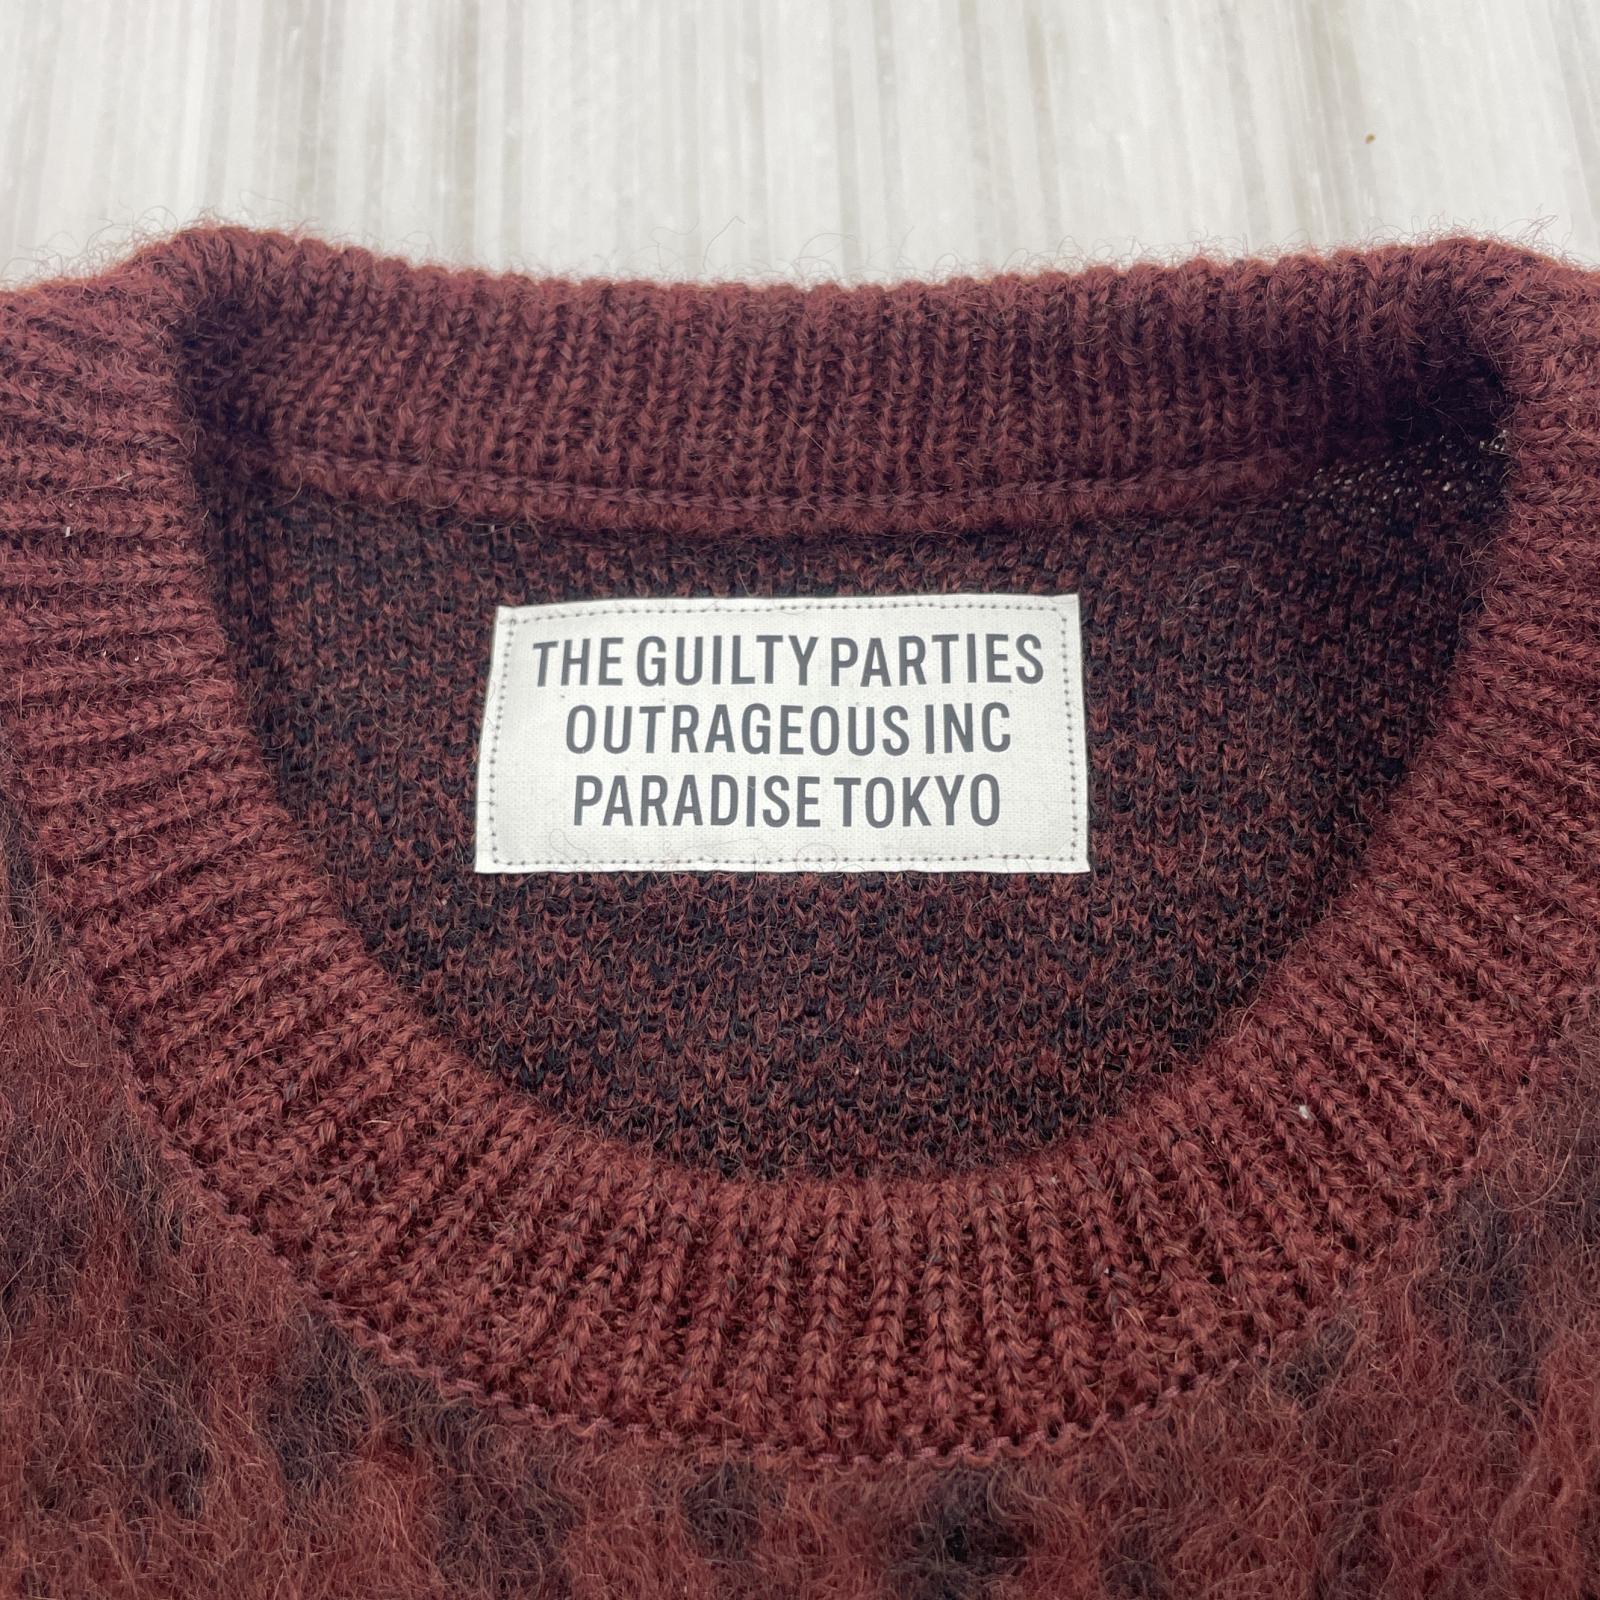 THE GUILTY PARTIES
OUTRAGEOUS INC
PARADISE TOKYO